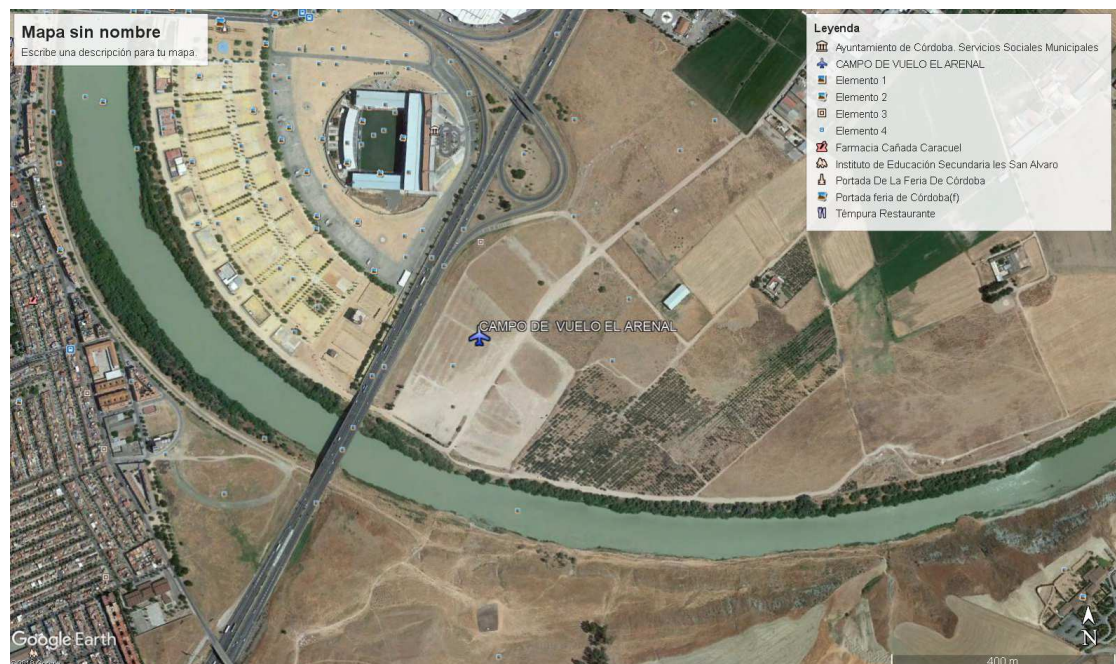 Mapa sin nombre
Escribe una descripción para tu mapa.
Leyenda
Ayuntamiento de Córdoba. Servicios Sociales Municipales
CAMPO DE VUELO EL ARENAL
Elemento 1
Elemento 2
Elemento 3
Elemento 4
Farmacia Cañada Caracuel
Instituto de Educación Secundaria Ies San Alvaro
Portada De La Feria De Córdoba
Portada feria de Córdoba(f)
Témpura Restaurante
CAMPO DE VUELO EL ARENAL
Google Earth
N
400 m